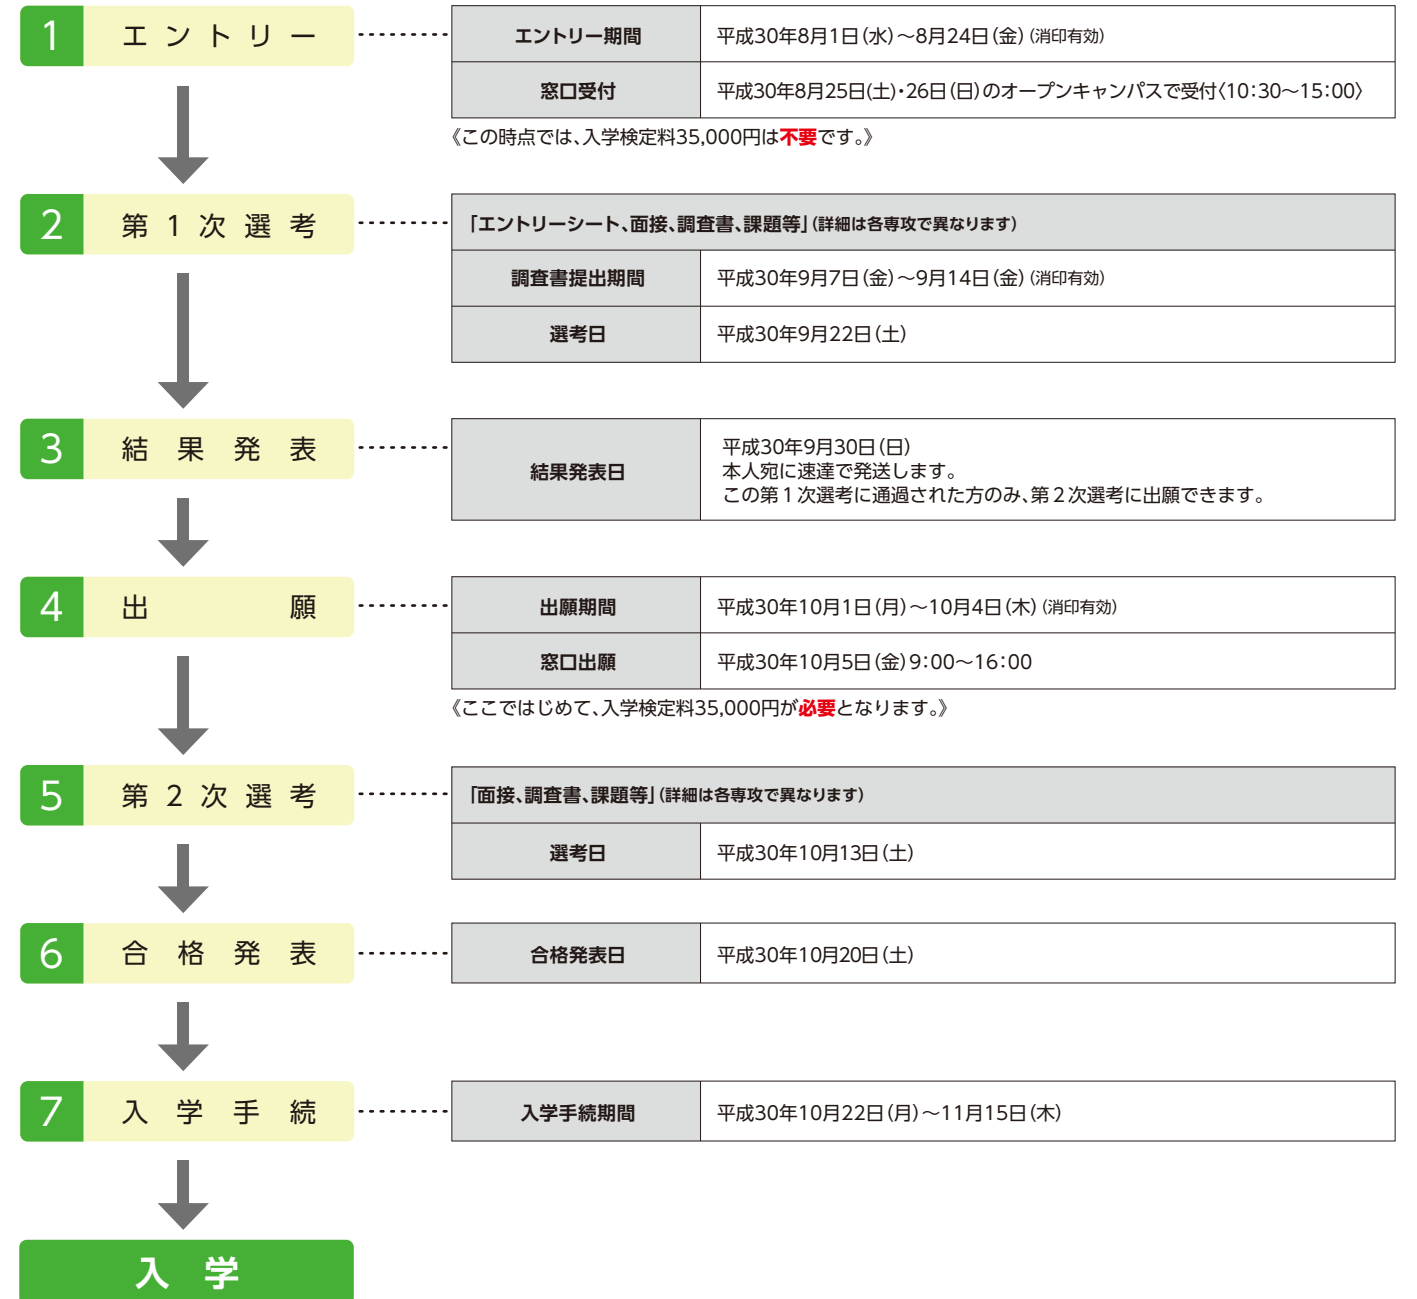 1 エントリー
エントリー期間 平成30年8月1日(水)～8月24日(金)(消印有効)
窓口受付 平成30年8月25日(土)・26日(日)のオープンキャンパスで受付〈10:30～15:00〉
《この時点では、入学検定料35,000円は不要です。》
2 第1次選考
「エントリーシート、面接、調査書、課題等」(詳細は各専攻で異なります)
調査書提出期間 平成30年9月7日(金)～9月14日(金)(消印有効)
選考日 平成30年9月22日(土)
3 結果発表
結果発表日
平成30年9月30日(日)
本人宛に速達で発送します。
この第1次選考に通過された方のみ、第2次選考に出願できます。
4 出願
出願期間 平成30年10月1日(月)～10月4日(木)(消印有効)
窓口出願 平成30年10月5日(金)9:00～16:00
《ここではじめて、入学検定料35,000円が必要となります。》
5 第2次選考
「面接、調査書、課題等」(詳細は各専攻で異なります)
選考日 平成30年10月13日(土)
6 合格発表
合格発表日 平成30年10月20日(土)
7 入学手続
入学手続期間 平成30年10月22日(月)～11月15日(木)
入学